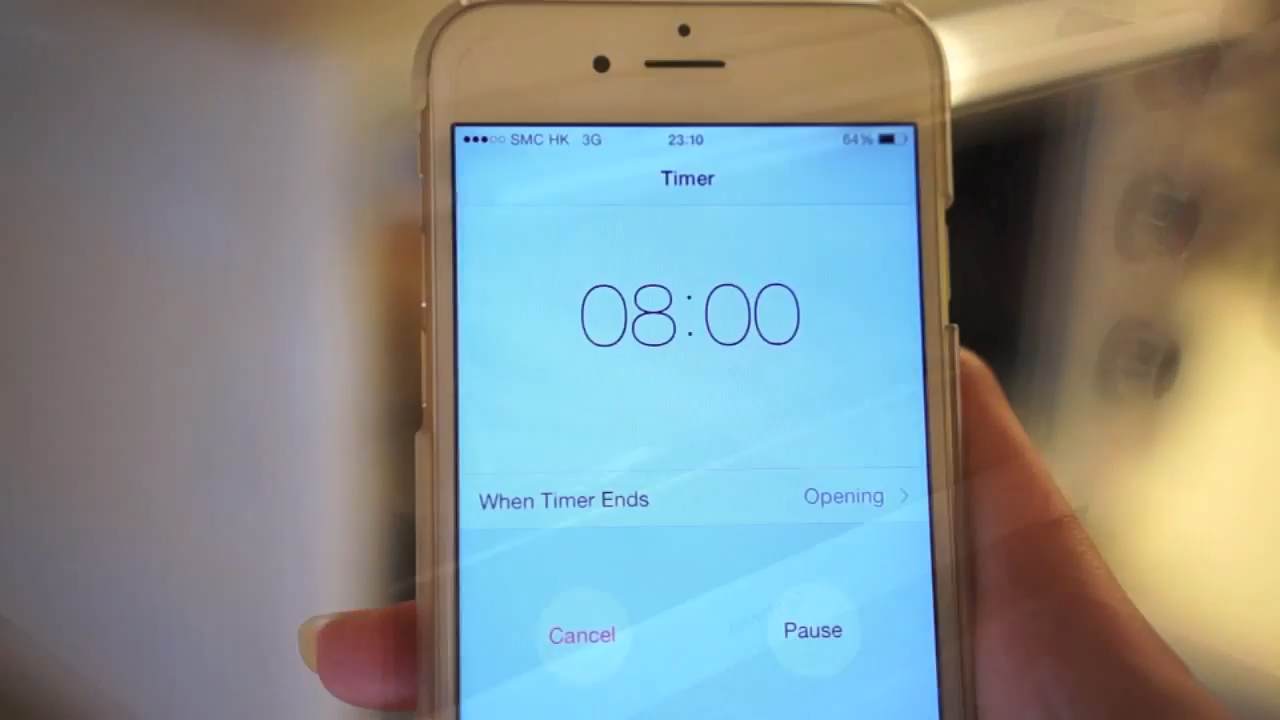 SMC HK 3G 23:10 64%
Timer
08:00
When Timer Ends Opening
Cancel Pause